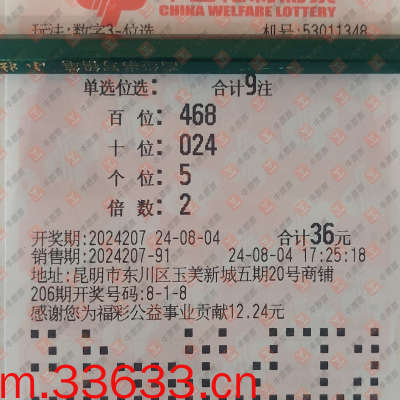 CHINA WELFARE LOTTERY
玩法:数字3-位选 机号:53011348
单选位选: 合计9注
百 位: 468
十 位: 024
个 位: 5
倍 数: 2
开奖期:2024207 24-08-04 合计36元
销售期:2024207-91 24-08-04 17:25:18
地址:昆明市东川区玉美新城五期20号商铺
206期开奖号码:8-1-8
感谢您为福彩公益事业贡献12.24元
m.33633.cn